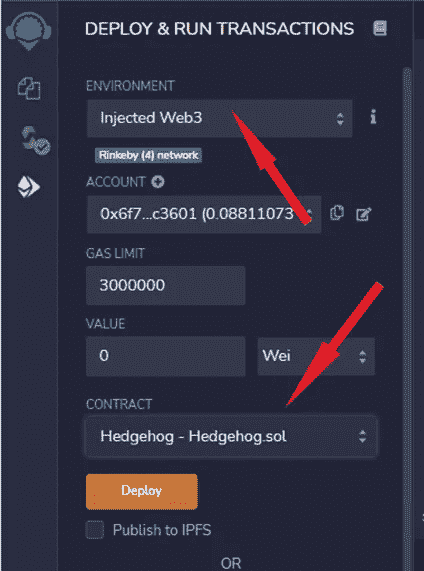 DEPLOY & RUN TRANSACTIONS
ENVIRONMENT
Injected Web3
Rinkeby (4) network
ACCOUNT
0x6f7...c3601 (0.08811073
GAS LIMIT
3000000
VALUE
0 Wei
CONTRACT
Hedgehog - Hedgehog.sol
Deploy
Publish to IPFS
OR